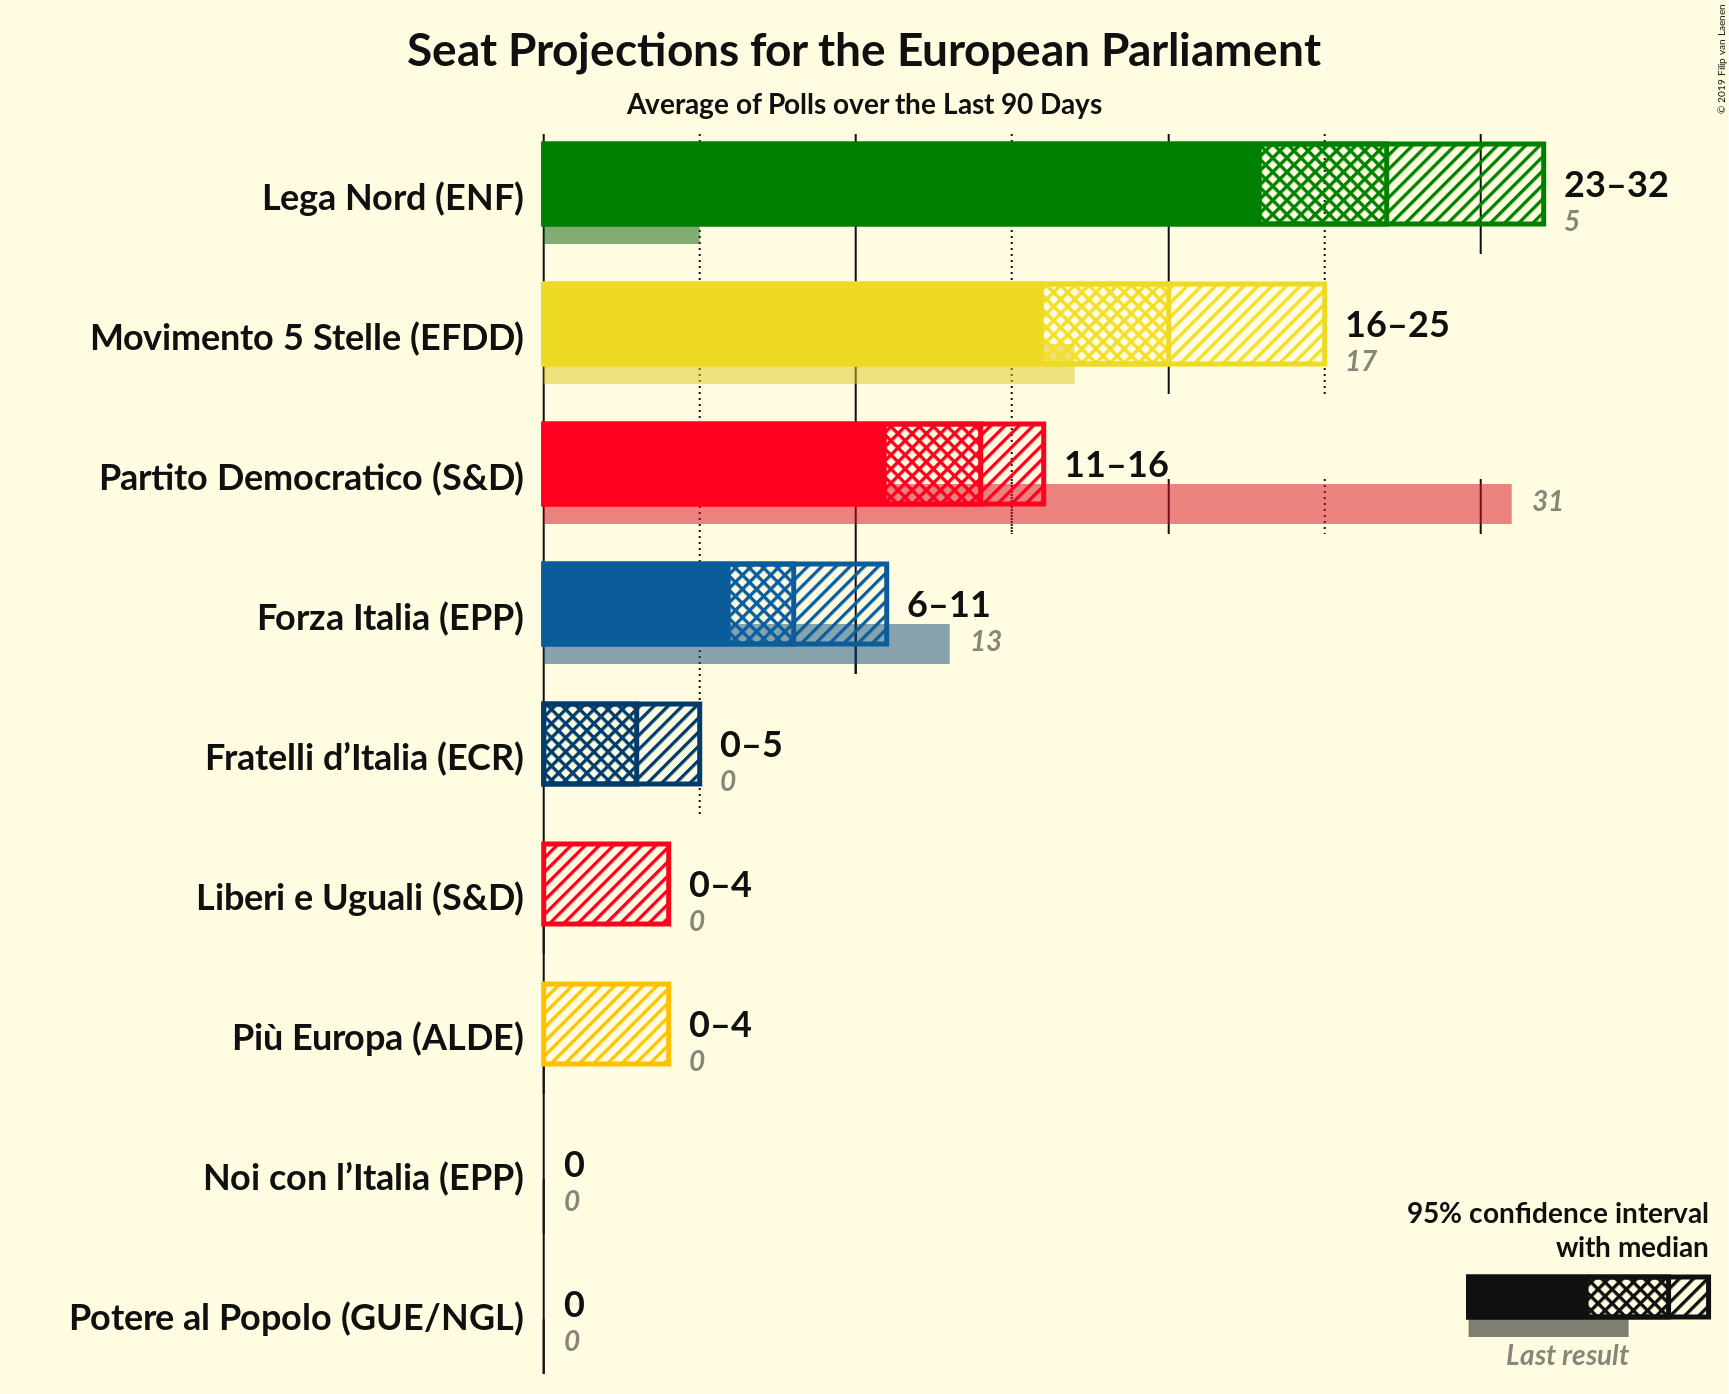 Seat Projections for the European Parliament
Average of Polls over the Last 90 Days
© 2019 Filip van Laenen
Lega Nord (ENF)
23–32
5
Movimento 5 Stelle (EFDD)
16–25
17
Partito Democratico (S&D)
11–16
31
Forza Italia (EPP)
6–11
13
Fratelli d’Italia (ECR)
0–5
0
Liberi e Uguali (S&D)
0–4
0
Più Europa (ALDE)
0–4
0
Noi con l’Italia (EPP)
0
0
Potere al Popolo (GUE/NGL)
0
0
95% confidence interval
with median
Last result